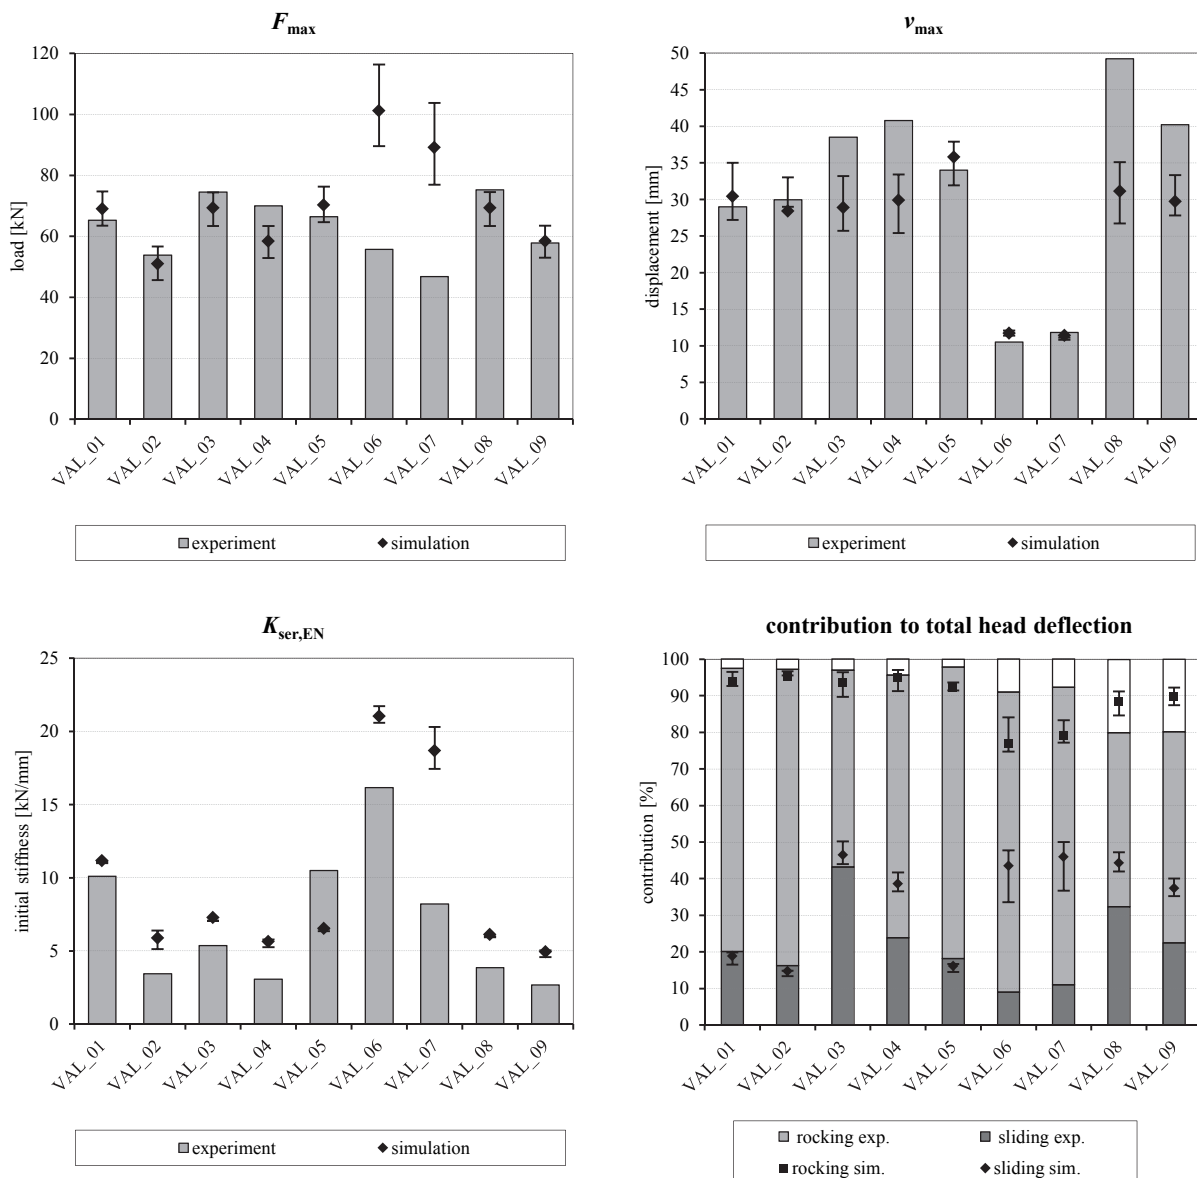 F max
120
100
80
60
40
20
0
load [kN]
VAL_01 VAL_02 VAL_03 VAL_04 VAL_05 VAL_06 VAL_07 VAL_08 VAL_09
experiment simulation
v max
50
45
40
35
30
25
20
15
10
5
0
displacement [mm]
VAL_01 VAL_02 VAL_03 VAL_04 VAL_05 VAL_06 VAL_07 VAL_08 VAL_09
experiment simulation
K ser,EN
25
20
15
10
5
0
initial stiffness [kN/mm]
VAL_01 VAL_02 VAL_03 VAL_04 VAL_05 VAL_06 VAL_07 VAL_08 VAL_09
experiment simulation
contribution to total head deflection
100
90
80
70
60
50
40
30
20
10
0
contribution [%]
VAL_01 VAL_02 VAL_03 VAL_04 VAL_05 VAL_06 VAL_07 VAL_08 VAL_09
rocking exp. sliding exp.
rocking sim. sliding sim.